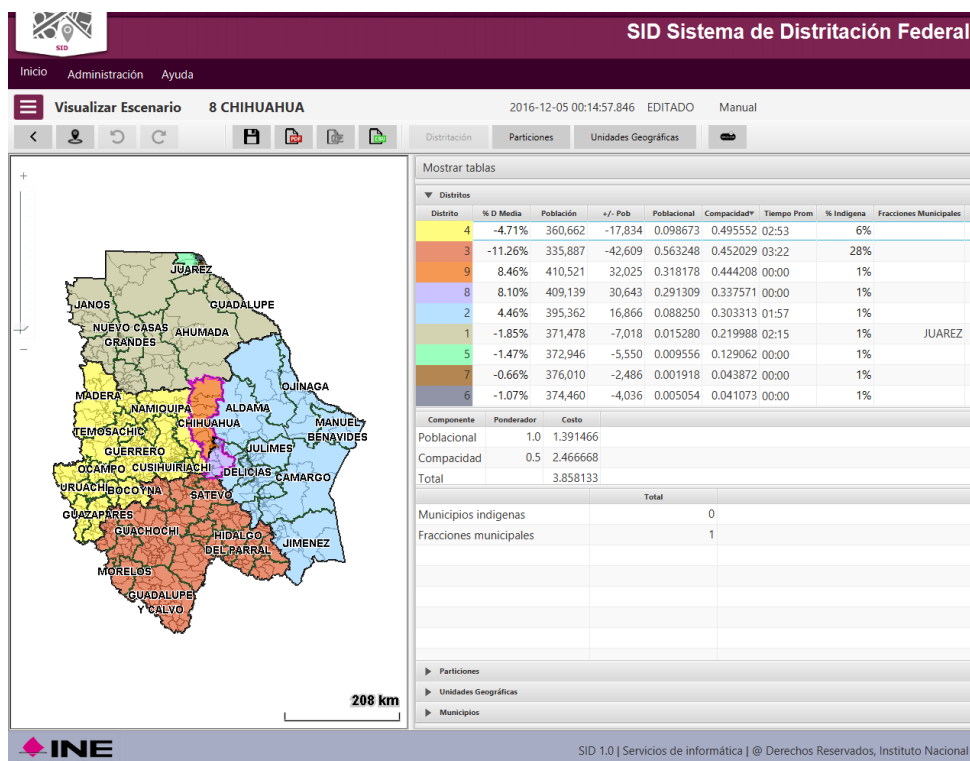 SID
SID Sistema de Distritación Federal
Inicio Administración Ayuda
Visualizar Escenario 8 CHIHUAHUA 2016-12-05 00:14:57.846 EDITADO Manual
Distritación Particiones Unidades Geográficas
Mostrar tablas
Distritos
Distrito % D Media Población +/- Pob Poblacional Compacidad▼ Tiempo Prom % Indigena Fracciones Municipales
4 -4.71% 360,662 -17,834 0.098673 0.495552 02:53 6%
3 -11.26% 335,887 -42,609 0.563248 0.452029 03:22 28%
9 8.46% 410,521 32,025 0.318178 0.444208 00:00 1%
8 8.10% 409,139 30,643 0.291309 0.337571 00:00 1%
2 4.46% 395,362 16,866 0.088250 0.303313 01:57 1%
1 -1.85% 371,478 -7,018 0.015280 0.219988 02:15 1% JUAREZ
5 -1.47% 372,946 -5,550 0.009556 0.129062 00:00 1%
7 -0.66% 376,010 -2,486 0.001918 0.043872 00:00 1%
6 -1.07% 374,460 -4,036 0.005054 0.041073 00:00 1%
Componente Ponderador Costo
Poblacional 1.0 1.391466
Compacidad 0.5 2.466668
Total 3.858133
Total
Municipios indigenas 0
Fracciones municipales 1
Particiones
Unidades Geográficas
Municipios
JUAREZ
JANOS
GUADALUPE
NUEVO CASAS
GRANDES
AHUMADA
OJINAGA
MADERA
NAMIQUIPA
ALDAMA
CHIHUAHUA
MANUEL
BENAVIDES
TEMOSACHIC
GUERRERO
JULIMES
OCAMPO
CUSIHUIRIACHI
DELICIAS
CAMARGO
URUACHI
BOCOYNA
SATEVO
GUAZAPARES
GUACHOCHI
HIDALGO
DEL PARRAL
JIMENEZ
MORELOS
GUADALUPE
Y CALVO
208 km
INE
SID 1.0 | Servicios de informática | @ Derechos Reservados, Instituto Nacional